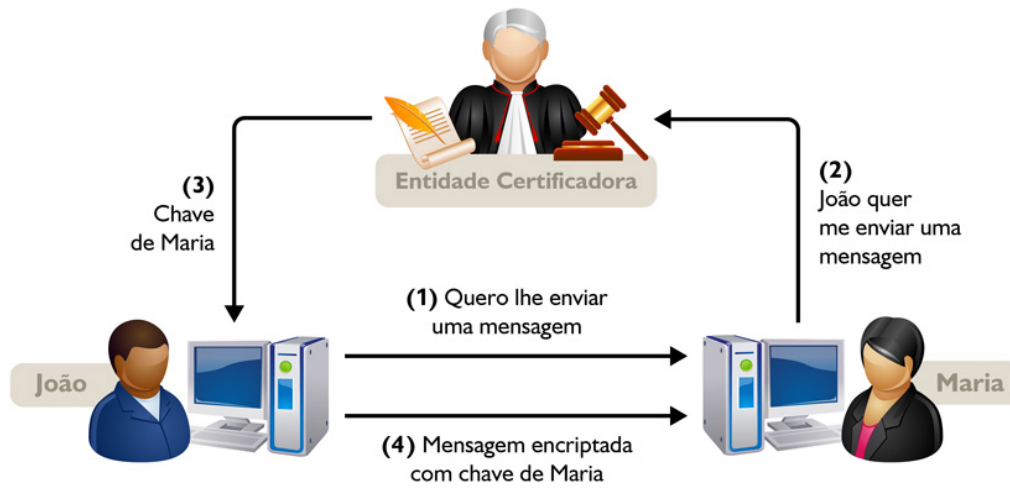 Entidade Certificadora
(3)
Chave
de Maria
(2)
João quer
me enviar uma
mensagem
(1) Quero lhe enviar
uma mensagem
João
Maria
(4) Mensagem encriptada
com chave de Maria